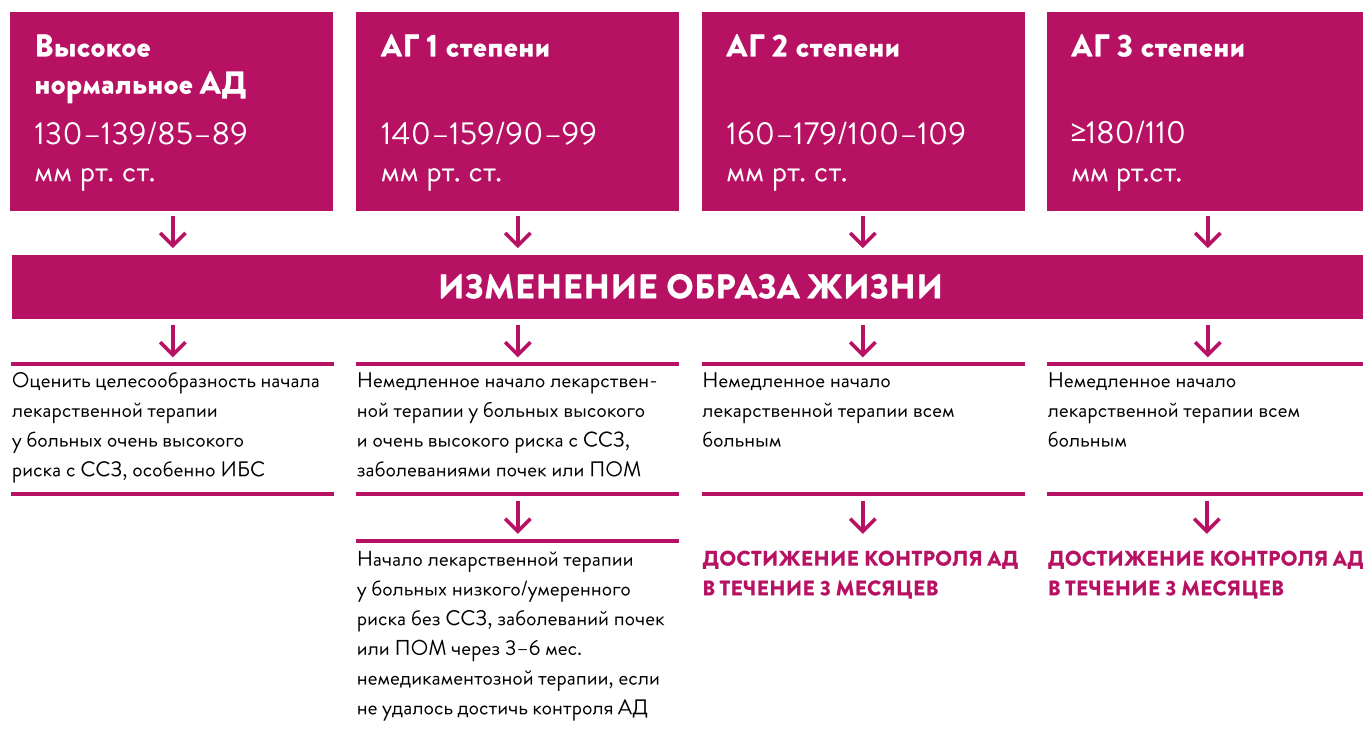 Высокое
нормальное АД
130–139/85–89
мм рт. ст.
АГ 1 степени
140–159/90–99
мм рт. ст.
АГ 2 степени
160–179/100–109
мм рт. ст.
АГ 3 степени
≥180/110
мм рт.ст.
ИЗМЕНЕНИЕ ОБРАЗА ЖИЗНИ
Оценить целесообразность начала
лекарственной терапии
у больных очень высокого
риска с ССЗ, особенно ИБС
Немедленное начало лекарствен-
ной терапии у больных высокого
и очень высокого риска с ССЗ,
заболеваниями почек или ПОМ
Начало лекарственной терапии
у больных низкого/умеренного
риска без ССЗ, заболеваний почек
или ПОМ через 3–6 мес.
немедикаментозной терапии, если
не удалось достичь контроля АД
Немедленное начало
лекарственной терапии всем
больным
ДОСТИЖЕНИЕ КОНТРОЛЯ АД
В ТЕЧЕНИЕ 3 МЕСЯЦЕВ
Немедленное начало
лекарственной терапии всем
больным
ДОСТИЖЕНИЕ КОНТРОЛЯ АД
В ТЕЧЕНИЕ 3 МЕСЯЦЕВ